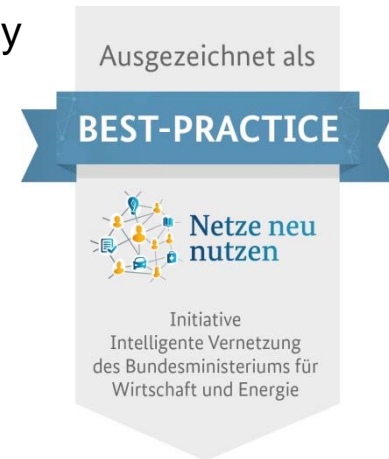 y
Ausgezeichnet als
BEST-PRACTICE
Netze neu
nutzen
Initiative
Intelligente Vernetzung
des Bundesministeriums für
Wirtschaft und Energie